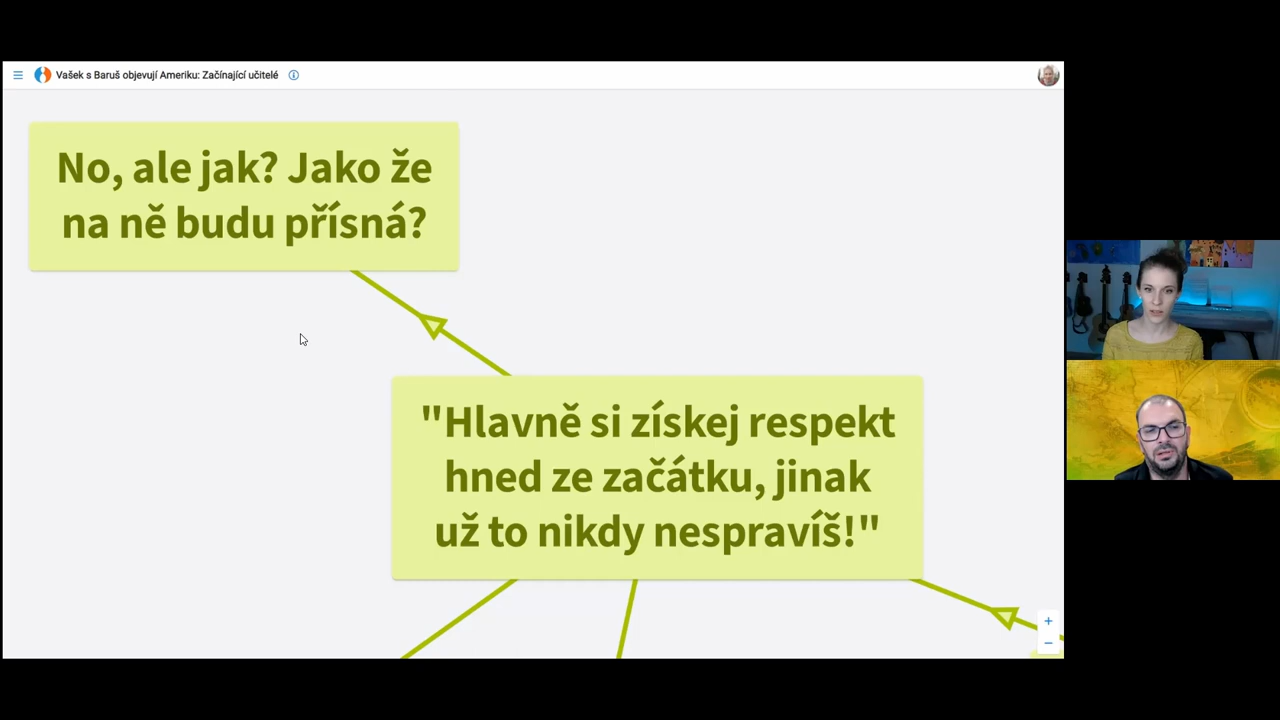 Vašek s Baruš objevují Ameriku: Začínající učitelé
No, ale jak? Jako že
na ně budu přísná?
"Hlavně si získej respekt
hned ze začátku, jinak
už to nikdy nespravíš!"